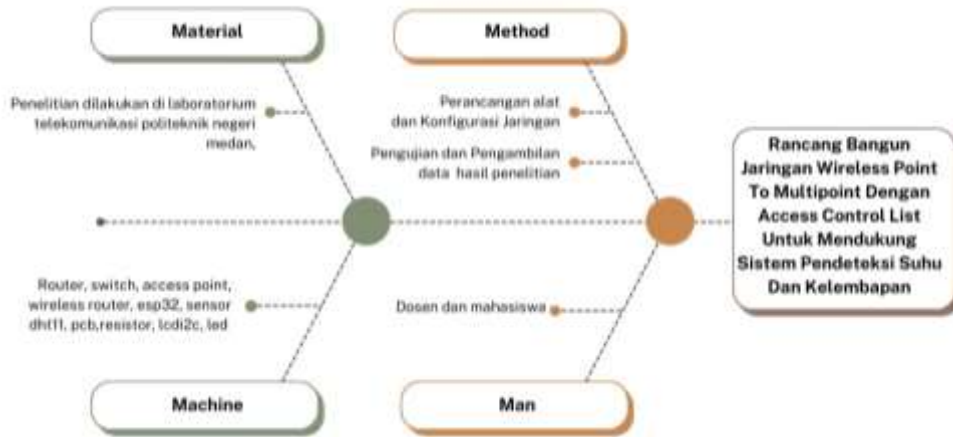 Material
Method
Penelitian dilakukan di laboratorium
telekomunikasi politeknik negeri
medan,
Perancangan alat
dan Konfigurasi Jaringan
Pengujian dan Pengambilan
data hasil penelitian
Rancang Bangun
Jaringan Wireless Point
To Multipoint Dengan
Access Control List
Untuk Mendukung
Sistem Pendeteksi Suhu
Dan Kelembapan
Router, switch, access point,
wireless router, esp32, sensor
dht11, pcb,resistor, lcdi2c, led
Dosen dan mahasiswa
Machine
Man